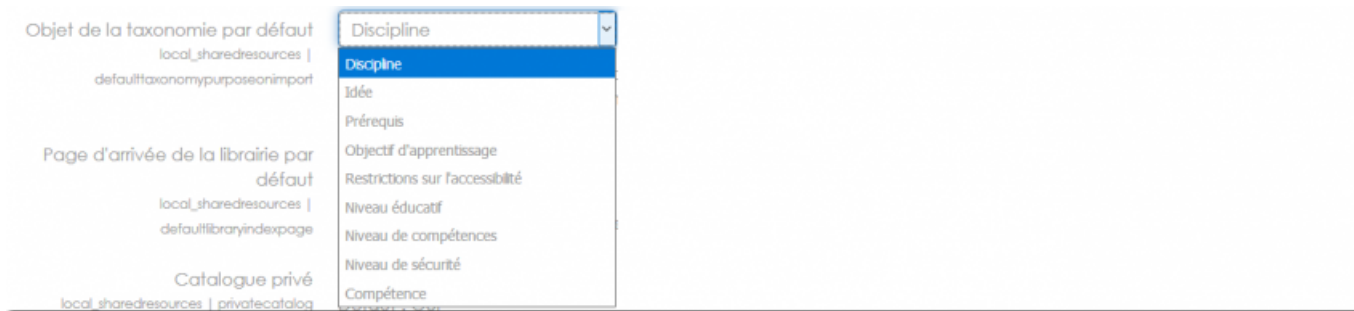 Objet de la taxonomie par défaut
Discipline
local_sharedresources |
defaulttaxonomypurposeonimport
Discipline
Idée
Prérequis
Objectif d'apprentissage
Restrictions sur l'accessibilité
Niveau éducatif
Niveau de compétences
Niveau de sécurité
Compétence
Page d'arrivée de la librairie par
défaut
local_sharedresources |
defaultlibraryindexpage
Catalogue privé
local_sharedresources | privatecatalog